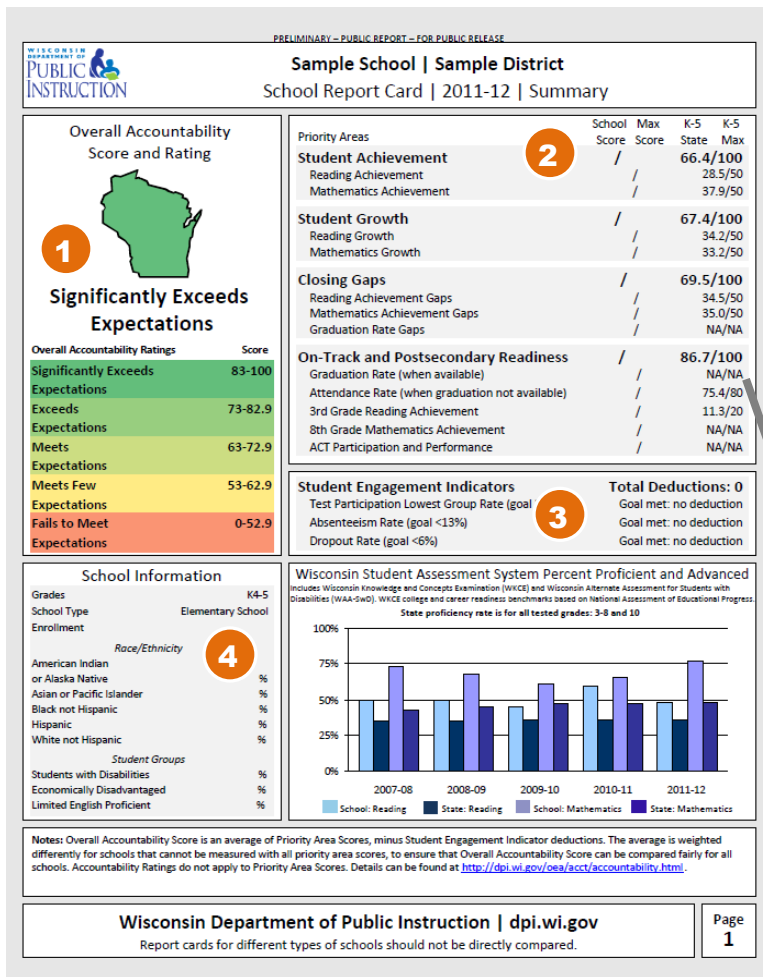 PRELIMINARY – PUBLIC REPORT – FOR PUBLIC RELEASE
WISCONSIN
DEPARTMENT OF
PUBLIC
INSTRUCTION
Sample School | Sample District
School Report Card | 2011-12 | Summary
Overall Accountability
Score and Rating
1
Significantly Exceeds
Expectations
Overall Accountability Ratings Score
Significantly Exceeds 83-100
Expectations
Exceeds 73-82.9
Expectations
Meets 63-72.9
Expectations
Meets Few 53-62.9
Expectations
Fails to Meet 0-52.9
Expectations
School Max K-5 K-5
Priority Areas Score Score State Max
2
Student Achievement / 66.4/100
Reading Achievement / 28.5/50
Mathematics Achievement / 37.9/50
Student Growth / 67.4/100
Reading Growth / 34.2/50
Mathematics Growth / 33.2/50
Closing Gaps / 69.5/100
Reading Achievement Gaps / 34.5/50
Mathematics Achievement Gaps / 35.0/50
Graduation Rate Gaps / NA/NA
On-Track and Postsecondary Readiness / 86.7/100
Graduation Rate (when available) / NA/NA
Attendance Rate (when graduation not available) / 75.4/80
3rd Grade Reading Achievement / 11.3/20
8th Grade Mathematics Achievement / NA/NA
ACT Participation and Performance / NA/NA
Student Engagement Indicators Total Deductions: 0
Test Participation Lowest Group Rate (goal Goal met: no deduction
3
Absenteeism Rate (goal <13%) Goal met: no deduction
Dropout Rate (goal <6%) Goal met: no deduction
School Information
Grades K4-5
School Type Elementary School
Enrollment
Race/Ethnicity
4
American Indian
or Alaska Native %
Asian or Pacific Islander %
Black not Hispanic %
Hispanic %
White not Hispanic %
Student Groups
Students with Disabilities %
Economically Disadvantaged %
Limited English Proficient %
Wisconsin Student Assessment System Percent Proficient and Advanced
Includes Wisconsin Knowledge and Concepts Examination (WKCE) and Wisconsin Alternate Assessment for Students with
Disabilities (WAA-SwD). WKCE college and career readiness benchmarks based on National Assessment of Educational Progress.
State proficiency rate is for all tested grades: 3-8 and 10
100%
75%
50%
25%
0%
2007-08 2008-09 2009-10 2010-11 2011-12
School: Reading State: Reading School: Mathematics State: Mathematics
Notes: Overall Accountability Score is an average of Priority Area Scores, minus Student Engagement Indicator deductions. The average is weighted
differently for schools that cannot be measured with all priority area scores, to ensure that Overall Accountability Score can be compared fairly for all
schools. Accountability Ratings do not apply to Priority Area Scores. Details can be found at http://dpi.wi.gov/oea/acct/accountability.html.
Wisconsin Department of Public Instruction | dpi.wi.gov
Report cards for different types of schools should not be directly compared.
Page
1